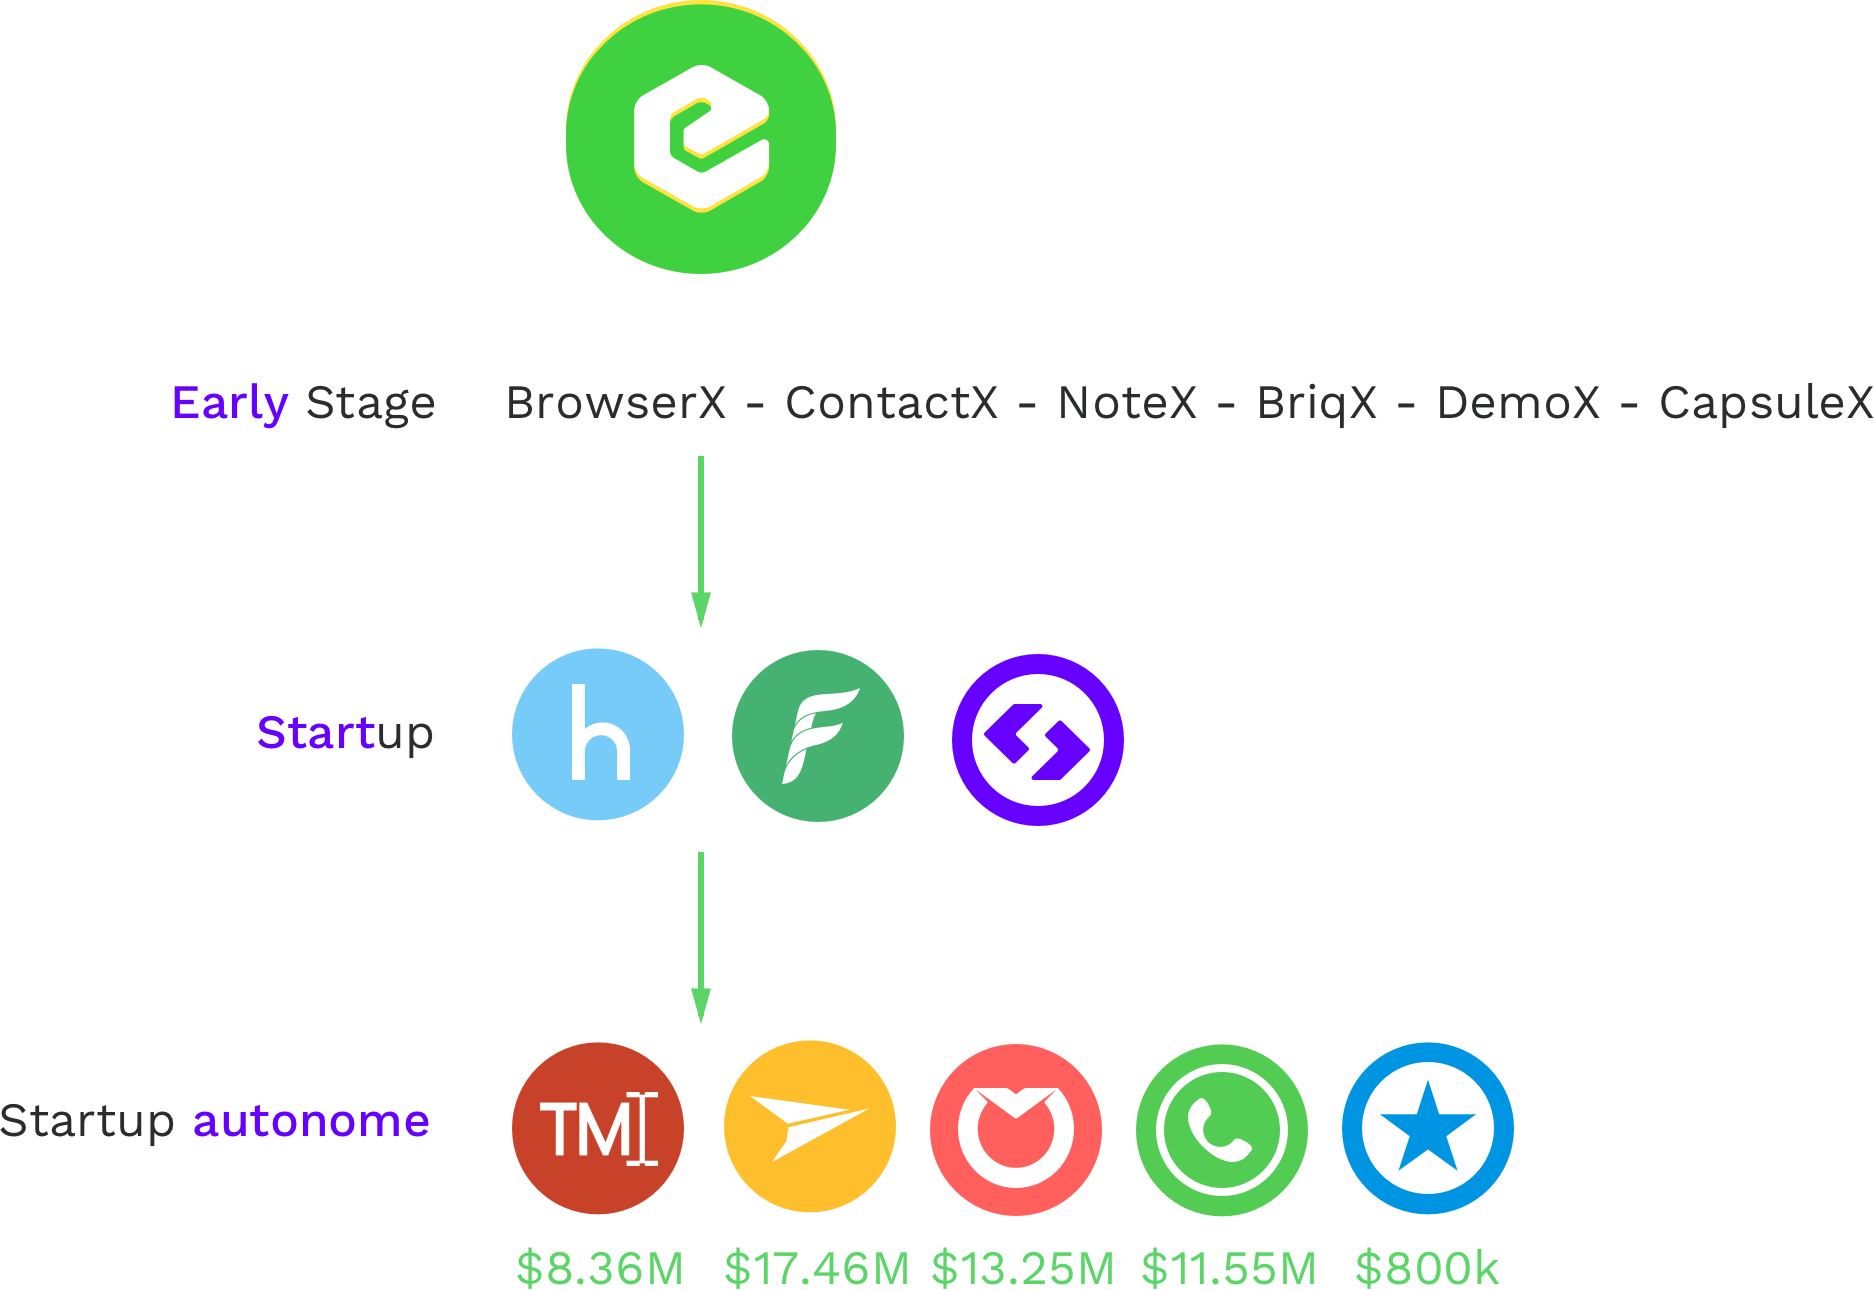 e
Early Stage BrowserX - ContactX - NoteX - BriqX - DemoX - CapsuleX
Startup h F
Startup autonome TM
$8.36M $17.46M $13.25M $11.55M $800k